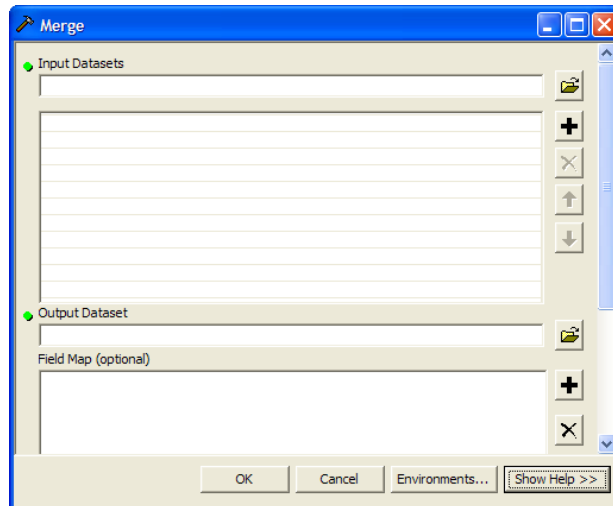 Merge
Input Datasets
Output Dataset
Field Map (optional)
OK Cancel Environments... Show Help >>